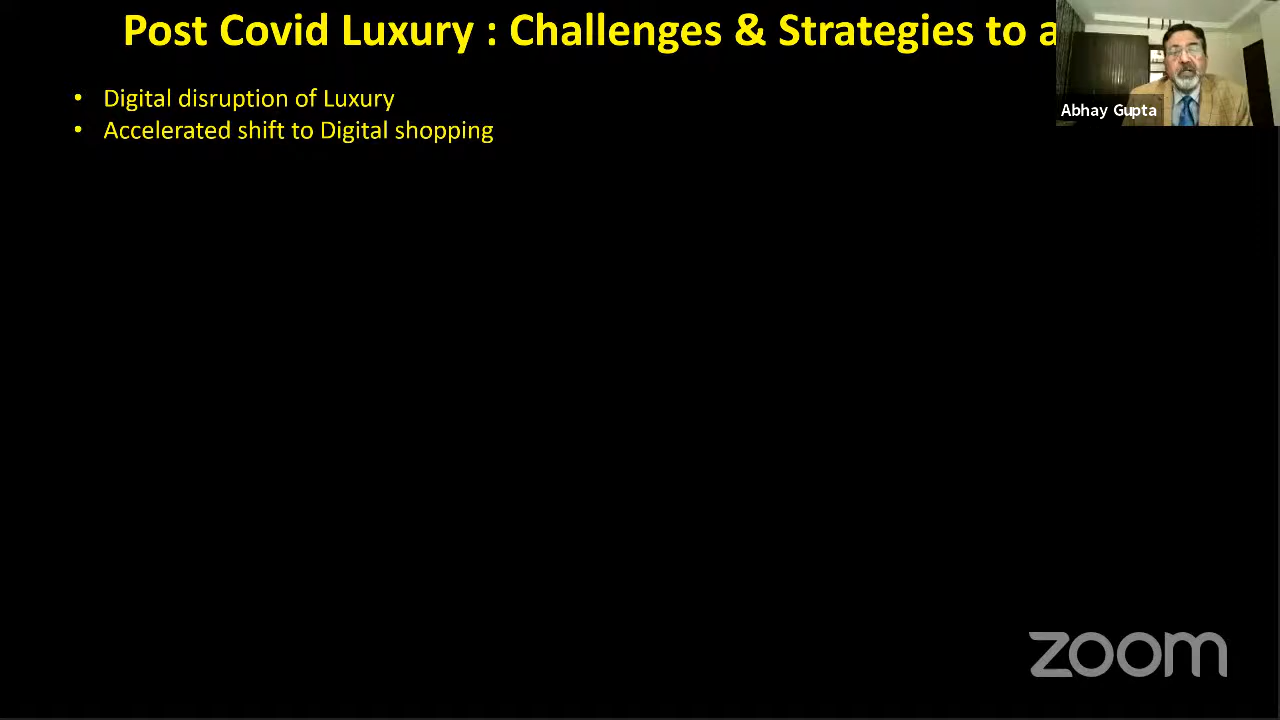 Post Covid Luxury : Challenges & Strategies to a
• Digital disruption of Luxury
• Accelerated shift to Digital shopping
Abhay Gupta
zoom